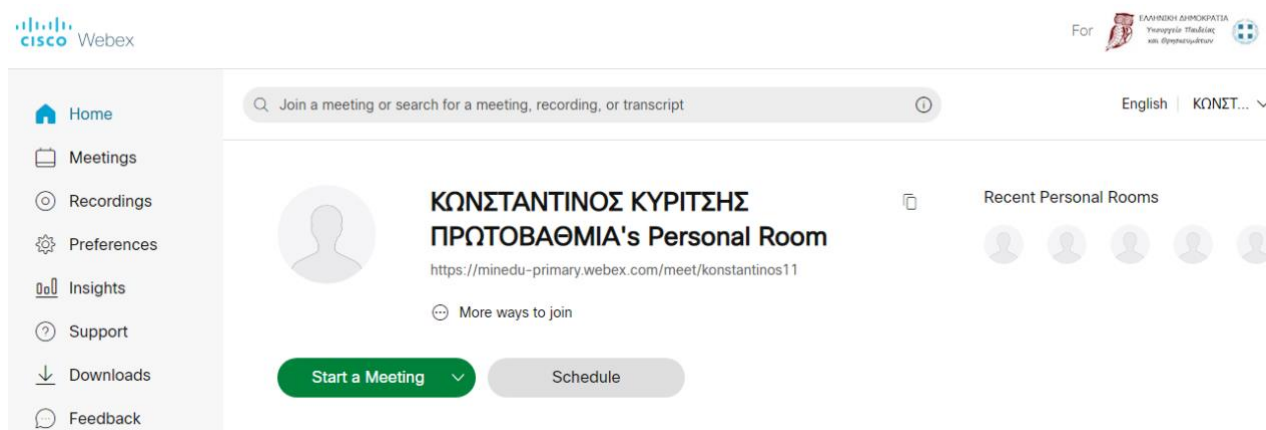 CISCO Webex
For
ΕΛΛΗΝΙΚΗ ΔΗΜΟΚΡΑΤΙΑ
Υπουργείο Παιδείας
και Θρησκευμάτων
Home
Meetings
Recordings
Preferences
Insights
Support
Downloads
Feedback
Join a meeting or search for a meeting, recording, or transcript
English
ΚΩΝΣΤ...
ΚΩΝΣΤΑΝΤΙΝΟΣ ΚΥΡΙΤΣΗΣ
ΠΡΩΤΟΒΑΘΜΙΑ's Personal Room
https://minedu-primary.webex.com/meet/konstantinos11
More ways to join
Start a Meeting
Schedule
Recent Personal Rooms